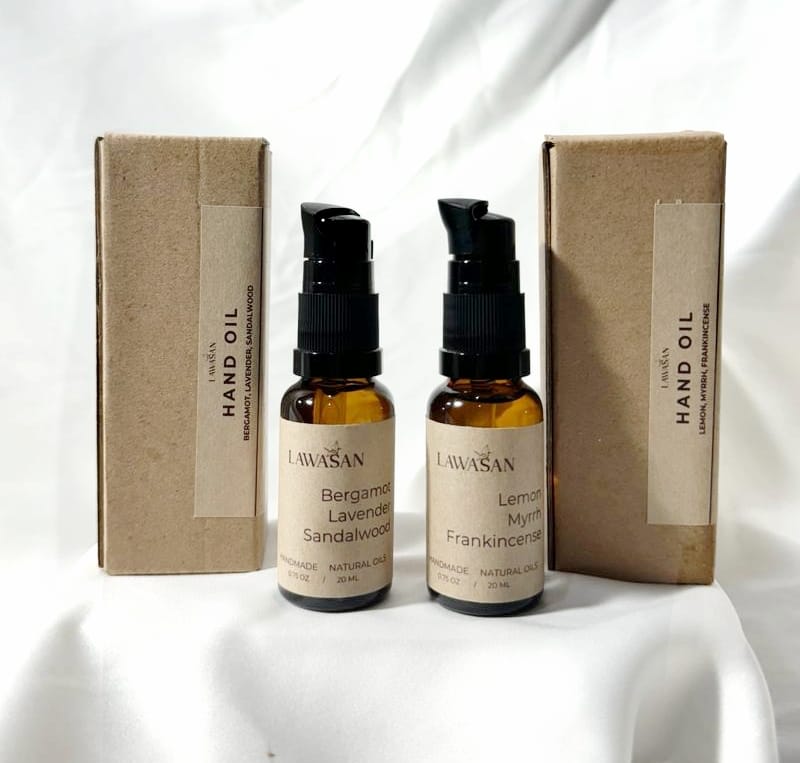 LAWASAN
HAND OIL
BERGAMOT, LAVENDER, SANDALWOOD
LAWASAN
Bergamot
Lavender
Sandalwood
HANDMADE NATURAL OILS
0.75 OZ / 20 ML
LAWASAN
Lemon
Myrrh
Frankincense
HANDMADE NATURAL OILS
0.75 OZ / 20 ML
LAWASAN
HAND OIL
LEMON, MYRRH, FRANKINCENSE